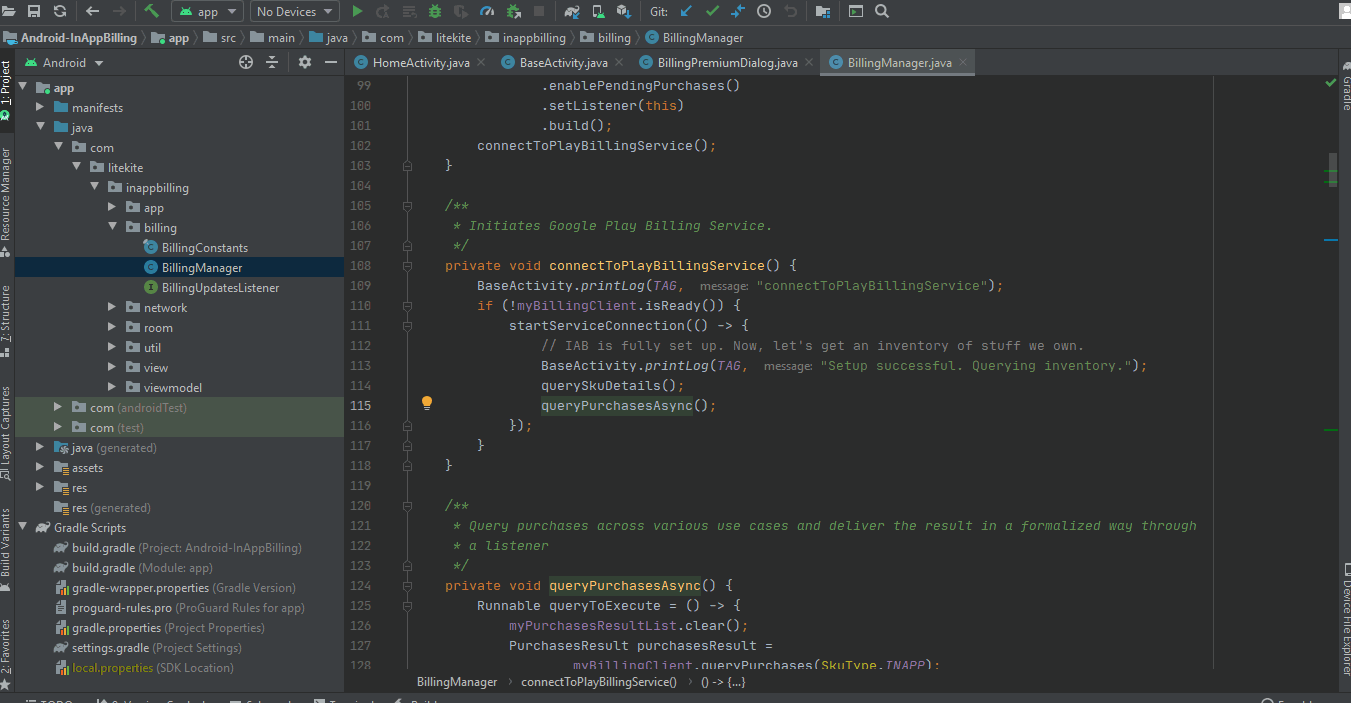 app
No Devices
Git:
Android-InAppBilling
app
src
main
java
com
litekite
inappbilling
billing
BillingManager
Android
HomeActivity.java
BaseActivity.java
BillingPremiumDialog.java
BillingManager.java
1: Project
Resource Manager
7: Structure
Layout Captures
Build Variants
2: Favorites
app
manifests
java
com
litekite
inappbilling
app
billing
BillingConstants
BillingManager
BillingUpdatesListener
network
room
util
view
viewmodel
com (androidTest)
com (test)
java (generated)
assets
res
res (generated)
Gradle Scripts
build.gradle (Project: Android-InAppBilling)
build.gradle (Module: app)
gradle-wrapper.properties (Gradle Version)
proguard-rules.pro (ProGuard Rules for app)
gradle.properties (Project Properties)
settings.gradle (Project Settings)
local.properties (SDK Location)
99 .enablePendingPurchases()
100 .setListener(this)
101 .build();
102 connectToPlayBillingService();
103 }
104
105 /**
106 * Initiates Google Play Billing Service.
107 */
108 private void connectToPlayBillingService() {
109 BaseActivity.printLog(TAG, message: "connectToPlayBillingService");
110 if (!myBillingClient.isReady()) {
111 startServiceConnection(() -> {
112 // IAB is fully set up. Now, let's get an inventory of stuff we own.
113 BaseActivity.printLog(TAG, message: "Setup successful. Querying inventory.");
114 querySkuDetails();
115 queryPurchasesAsync();
116 });
117 }
118 }
119
120 /**
121 * Query purchases across various use cases and deliver the result in a formalized way through
122 * a listener
123 */
124 private void queryPurchasesAsync() {
125 Runnable queryToExecute = () -> {
126 myPurchasesResultList.clear();
127 PurchasesResult purchasesResult =
128 myBillingClient.queryPurchases(SkuType.INAPP);
BillingManager
connectToPlayBillingService()
() -> {...}
Gradle
Device File Explorer